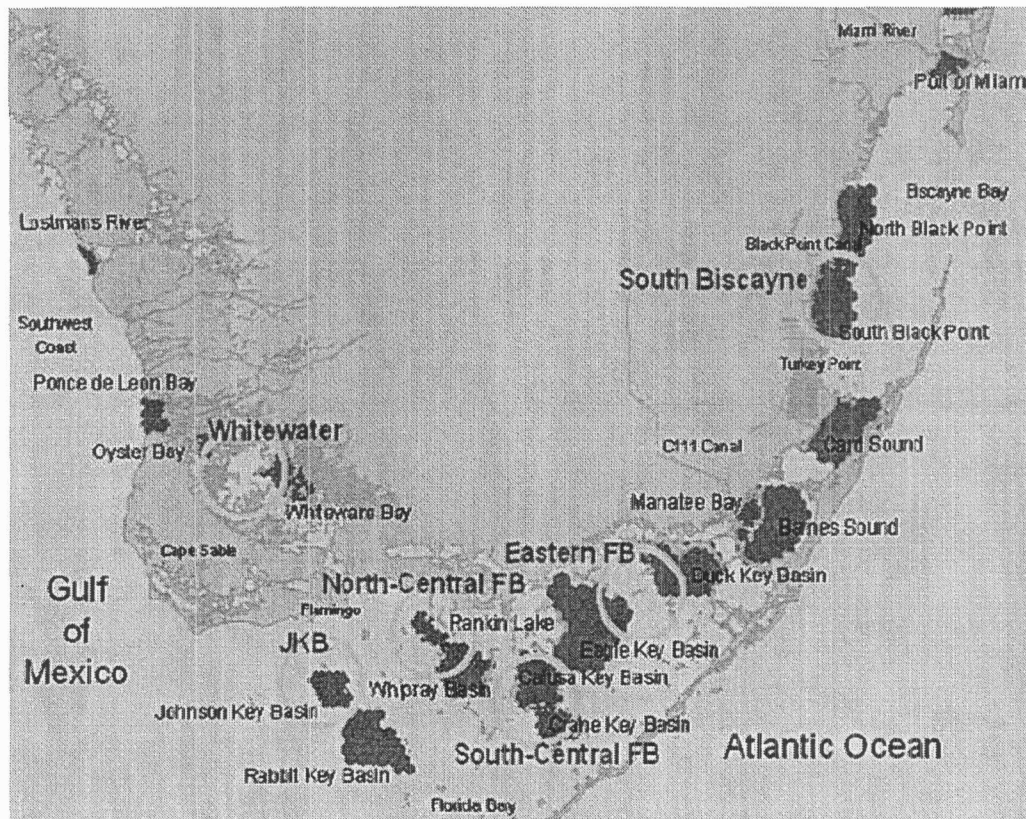 Miami River
Port of Miam
Biscayne Bay
North Black Point
Lostmans River
Black Point Canal
South Biscayne
Southwest
Coast
South Black Point
Turkey Point
Ponce de Leon Bay
Whitewater
Oyster Bay
C111 Canal
Card Sound
Whiteware Bay
Manatee Bay
Barnes Sound
Cape Sable
Eastern FB
Duck Key Basin
Gulf
of
Mexico
North-Central FB
Flamingo
Rankin Lake
JKB
Eagle Key Basin
Whipray Basin
Calusa Key Basin
Johnson Key Basin
Crane Key Basin
South-Central FB
Atlantic Ocean
Rabbit Key Basin
Florida Bay